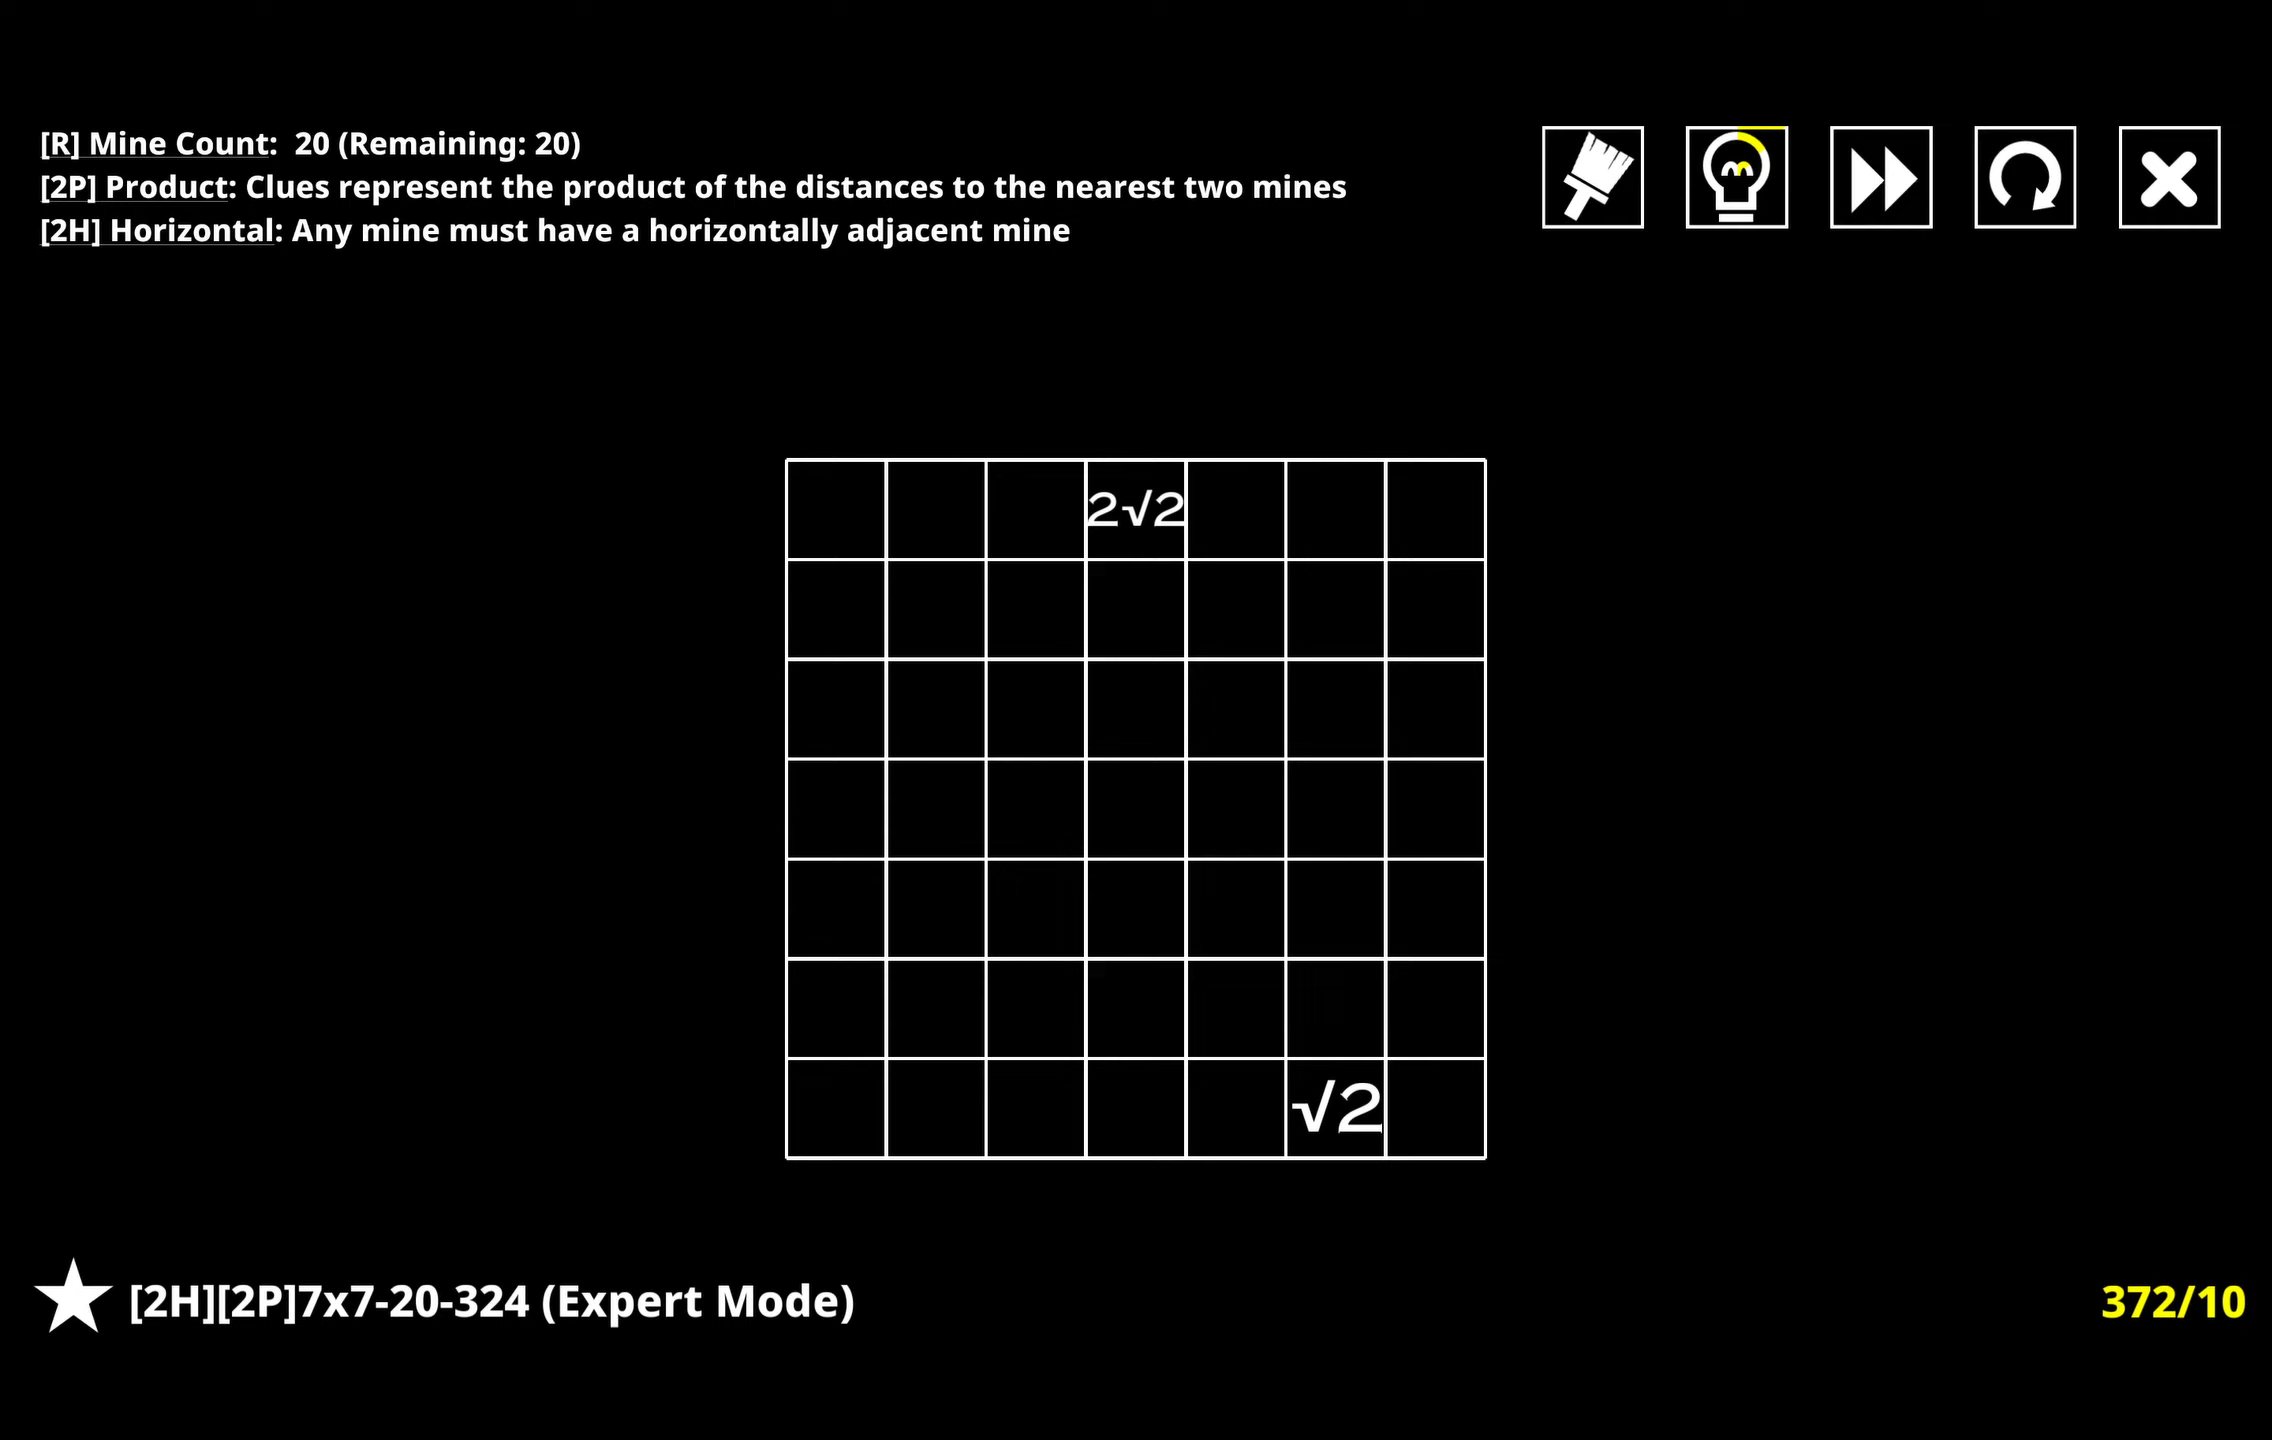 [R] Mine Count: 20 (Remaining: 20)
[2P] Product: Clues represent the product of the distances to the nearest two mines
[2H] Horizontal: Any mine must have a horizontally adjacent mine
2√2
√2
[2H][2P]7x7-20-324 (Expert Mode)
372/10